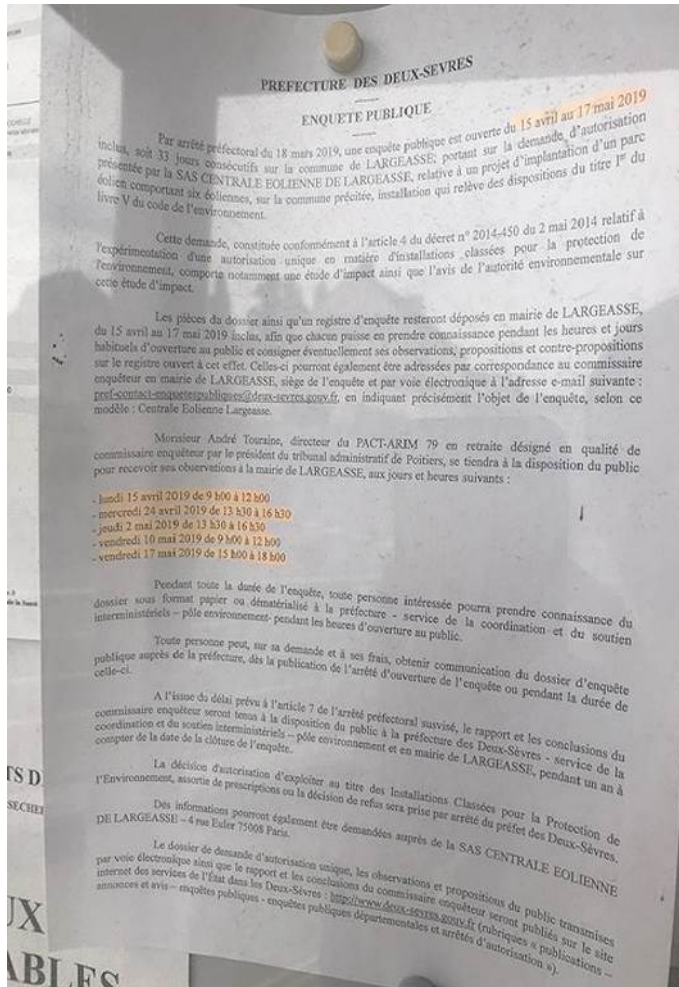 PREFECTURE DES DEUX-SEVRES
ENQUETE PUBLIQUE
Par arrêté préfectoral du 18 mars 2019, une enquête publique est ouverte du 15 avril au 17 mai 2019
inclus, soit 33 jours consécutifs sur la commune de LARGEASSE, portant sur la demande d'autorisation
présentée par la SAS CENTRALE EOLIENNE DE LARGEASSE, relative à un projet d'implantation d'un parc
éolien comportant six éoliennes, sur la commune précitée, installation qui relève des dispositions du titre Ier du
livre V du code de l'environnement.
Cette demande, constituée conformément à l'article 4 du décret n° 2014-450 du 2 mai 2014 relatif à
l'expérimentation d'une autorisation unique en matière d'installations classées pour la protection de
l'environnement, comporte notamment une étude d'impact ainsi que l'avis de l'autorité environnementale sur
cette étude d'impact.
Les pièces du dossier ainsi qu'un registre d'enquête resteront déposés en mairie de LARGEASSE,
du 15 avril au 17 mai 2019 inclus, afin que chacun puisse en prendre connaissance pendant les heures et jours
habituels d'ouverture au public et consigner éventuellement ses observations, propositions et contre-propositions
sur le registre ouvert à cet effet. Celles-ci pourront également être adressées par correspondance au commissaire
enquêteur en mairie de LARGEASSE, siège de l'enquête et par voie électronique à l'adresse e-mail suivante :
pref-contact-enquetespubliques@deux-sevres.gouv.fr, en indiquant précisément l'objet de l'enquête, selon ce
modèle : Centrale Eolienne Largeasse.
Monsieur André Touraine, directeur du PACT-ARIM 79 en retraite désigné en qualité de
commissaire enquêteur par le président du tribunal administratif de Poitiers, se tiendra à la disposition du public
pour recevoir ses observations à la mairie de LARGEASSE, aux jours et heures suivants :
- lundi 15 avril 2019 de 9 h00 à 12 h00
- mercredi 24 avril 2019 de 13 h30 à 16 h30
- jeudi 2 mai 2019 de 13 h30 à 16 h30
- vendredi 10 mai 2019 de 9 h00 à 12 h00
- vendredi 17 mai 2019 de 15 h00 à 18 h00
Pendant toute la durée de l'enquête, toute personne intéressée pourra prendre connaissance du
dossier sous format papier ou dématérialisé à la préfecture - service de la coordination et du soutien
interministériels – pôle environnement- pendant les heures d'ouverture au public.
Toute personne peut, sur sa demande et à ses frais, obtenir communication du dossier d'enquête
publique auprès de la préfecture, dès la publication de l'arrêté d'ouverture de l'enquête ou pendant la durée de
celle-ci.
A l'issue du délai prévu à l'article 7 de l'arrêté préfectoral susvisé, le rapport et les conclusions du
commissaire enquêteur seront tenus à la disposition du public à la préfecture des Deux-Sèvres - service de la
coordination et du soutien interministériels – pôle environnement et en mairie de LARGEASSE, pendant un an à
compter de la date de la clôture de l'enquête.
La décision d'autorisation d'exploiter au titre des Installations Classées pour la Protection de
l'Environnement, assortie de prescriptions ou la décision de refus sera prise par arrêté du préfet des Deux-Sèvres.
Des informations pourront également être demandées auprès de la SAS CENTRALE EOLIENNE
DE LARGEASSE – 4 rue Euler 75008 Paris.
Le dossier de demande d'autorisation unique, les observations et propositions du public transmises
par voie électronique ainsi que le rapport et les conclusions du commissaire enquêteur seront publiés sur le site
internet des services de l'État dans les Deux-Sèvres : http://www.deux-sevres.gouv.fr (rubriques « publications –
annonces et avis – enquêtes publiques - enquêtes publiques départementales et arrêtés d'autorisation »).
TS D
SECHE
UX
ABLES